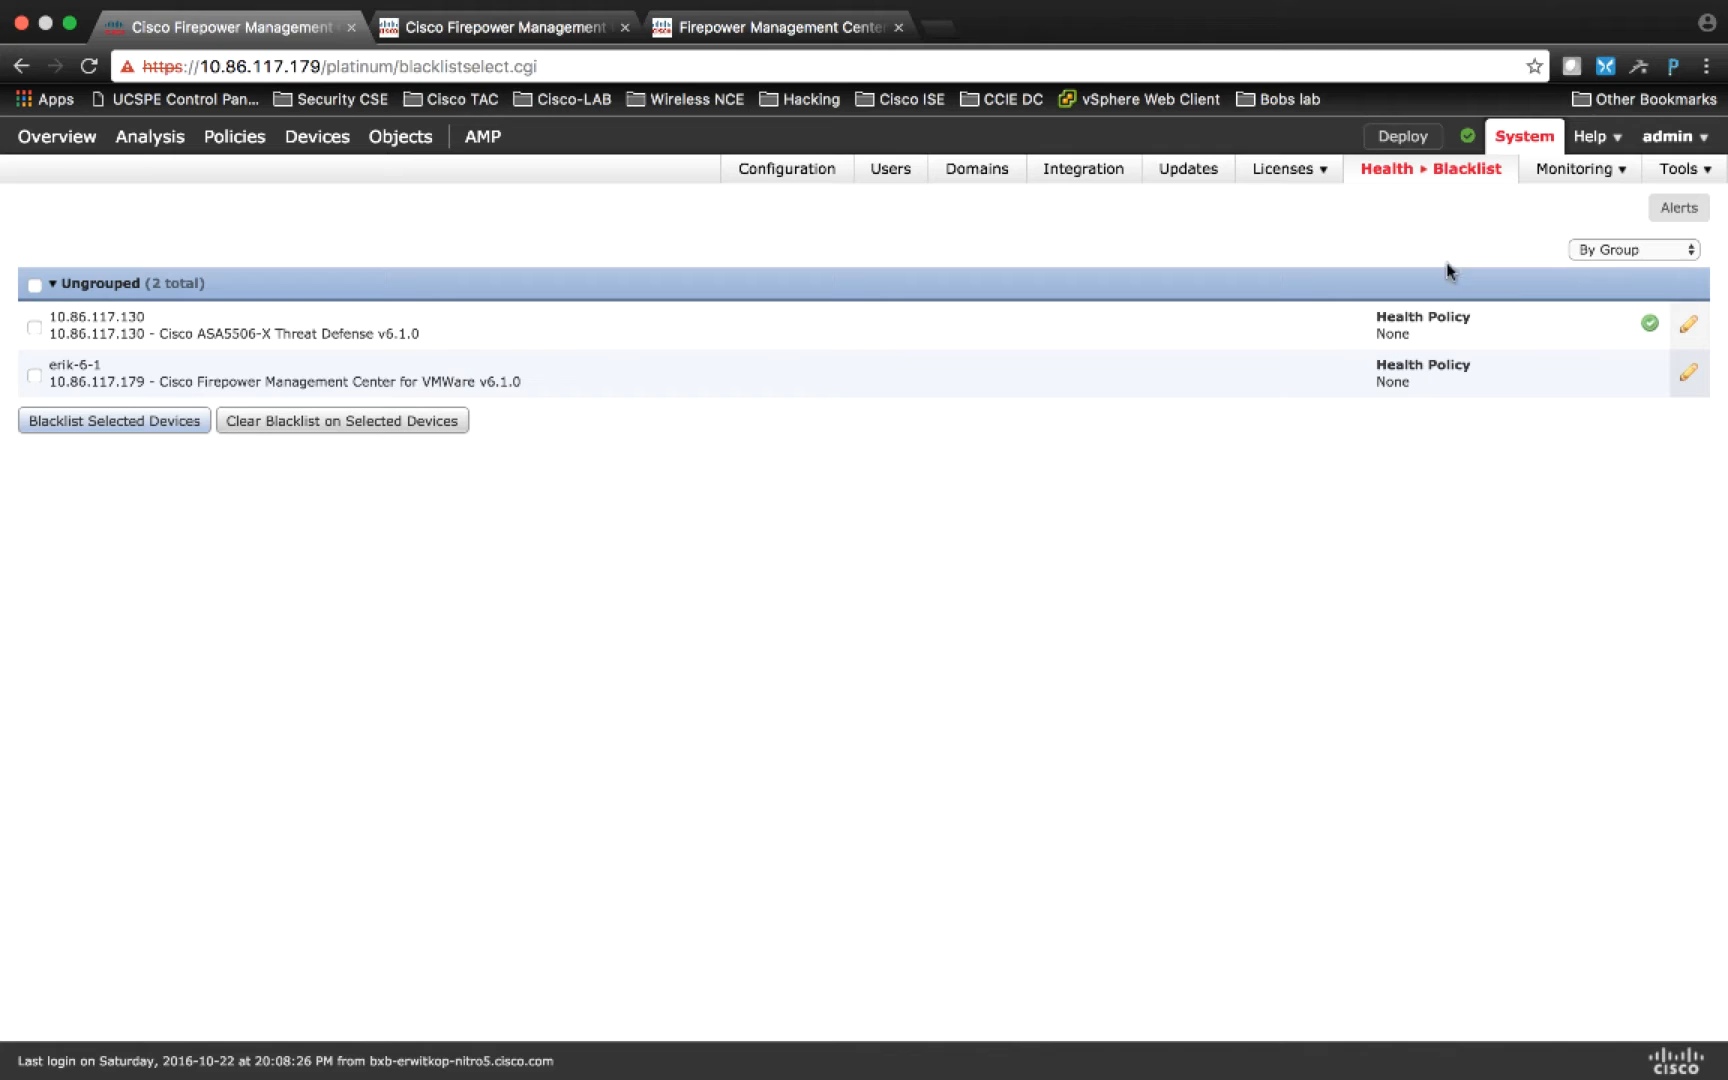 Cisco Firepower Management
Cisco Firepower Management
Firepower Management Cente
https://10.86.117.179/platinum/blacklistselect.cgi
Apps UCSPE Control Pan... Security CSE Cisco TAC Cisco-LAB Wireless NCE Hacking Cisco ISE CCIE DC vSphere Web Client Bobs lab Other Bookmarks
Overview Analysis Policies Devices Objects AMP Deploy System Help admin
Configuration Users Domains Integration Updates Licenses Health Blacklist Monitoring Tools
Alerts
By Group
Ungrouped (2 total)
10.86.117.130
10.86.117.130 - Cisco ASA5506-X Threat Defense v6.1.0
Health Policy
None
erik-6-1
10.86.117.179 - Cisco Firepower Management Center for VMWare v6.1.0
Health Policy
None
Blacklist Selected Devices Clear Blacklist on Selected Devices
Last login on Saturday, 2016-10-22 at 20:08:26 PM from bxb-erwitkop-nitro5.cisco.com
CISCO